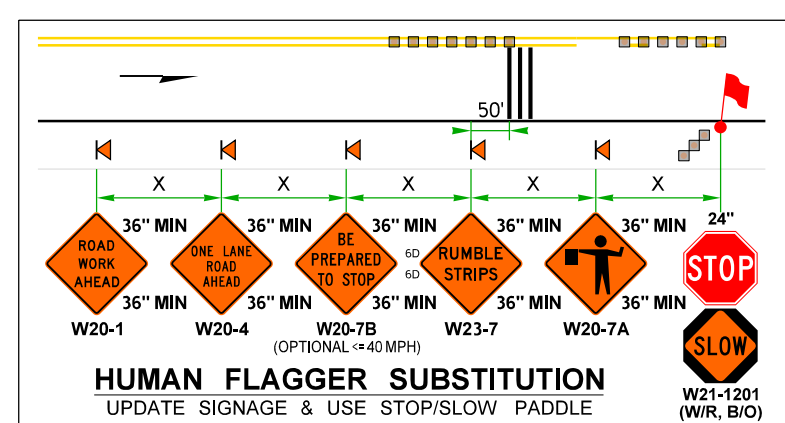 50'
X X X X X
36" MIN 36" MIN 36" MIN 36" MIN 36" MIN 24"
ROAD
WORK
AHEAD
ONE LANE
ROAD
AHEAD
BE
PREPARED
TO STOP
6D
6D
RUMBLE
STRIPS
STOP
36" MIN 36" MIN 36" MIN 36" MIN 36" MIN
W20-1 W20-4 W20-7B W23-7 W20-7A
(OPTIONAL <= 40 MPH)
SLOW
HUMAN FLAGGER SUBSTITUTION
UPDATE SIGNAGE & USE STOP/SLOW PADDLE
W21-1201
(W/R, B/O)